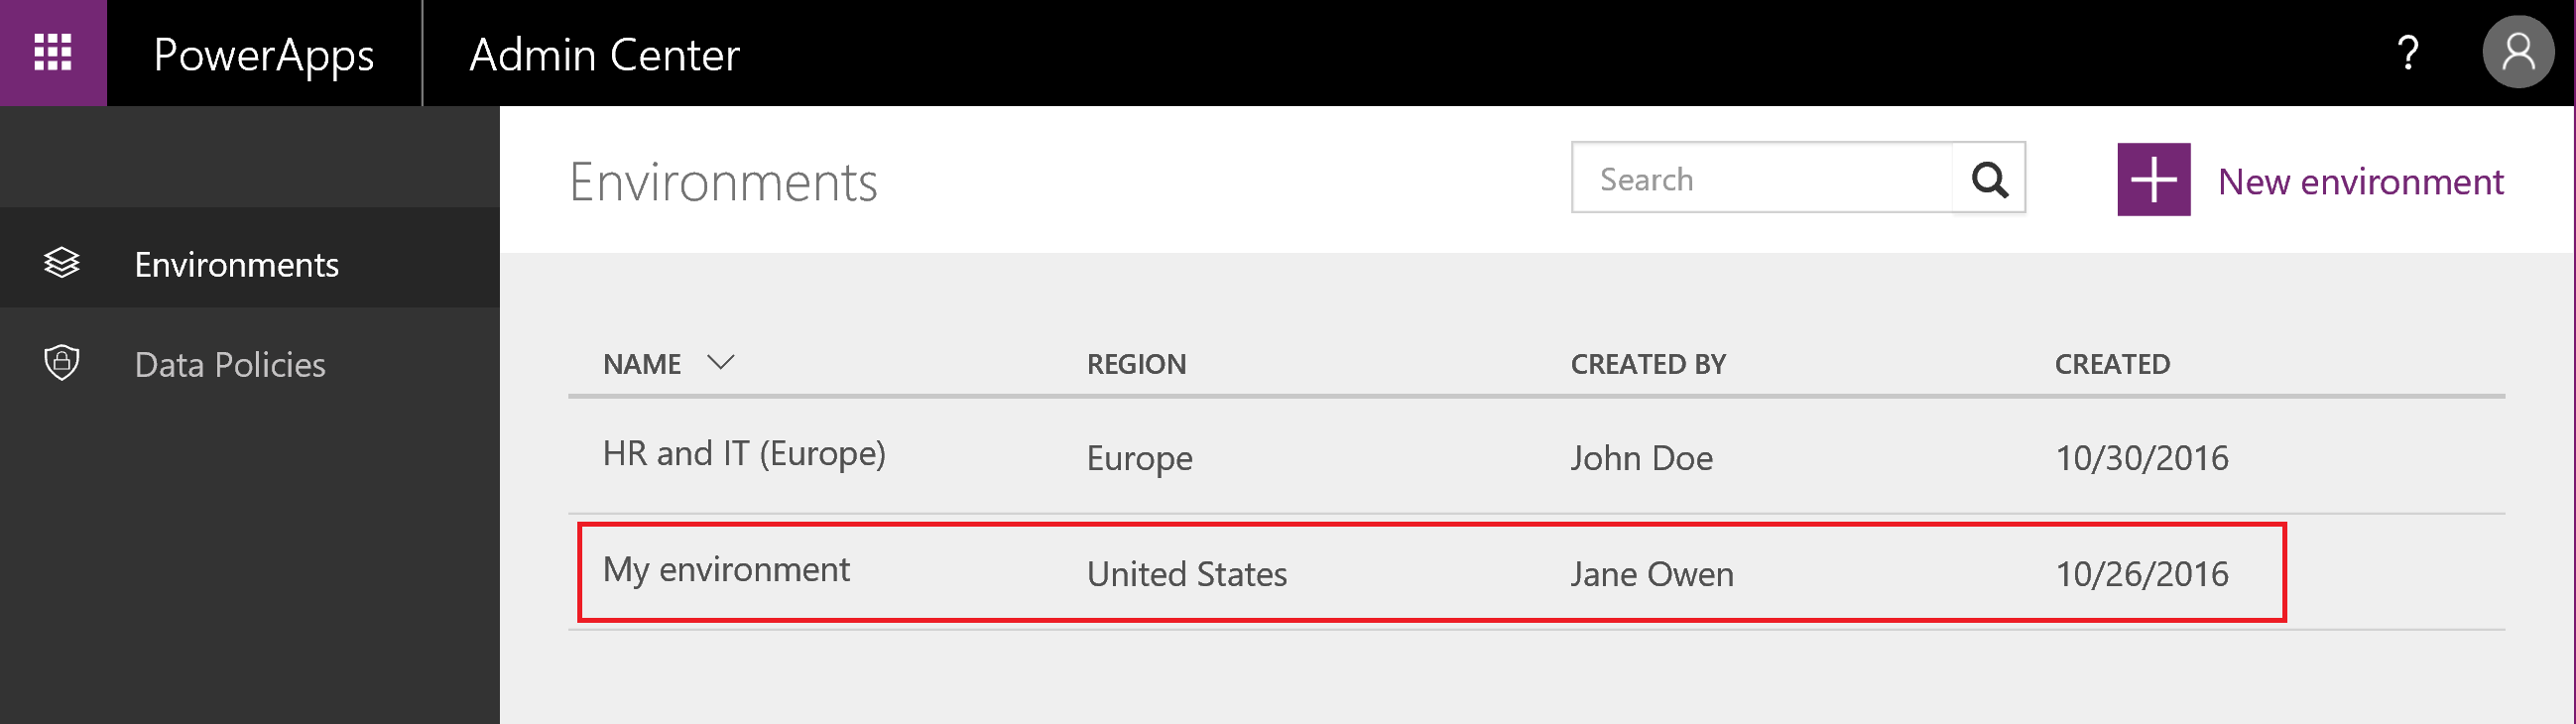 PowerApps Admin Center ?
Environments Search New environment
Environments
Data Policies
NAME REGION CREATED BY CREATED
HR and IT (Europe) Europe John Doe 10/30/2016
My environment United States Jane Owen 10/26/2016